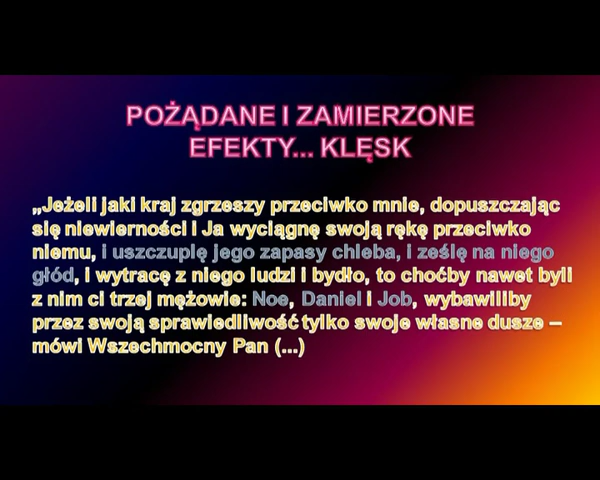 POŻĄDANE I ZAMIERZONE
EFEKTY... KLĘSK
„Jeżeli jaki kraj zgrzeszy przeciwko mnie, dopuszczając
się niewierności i Ja wyciągnę swoją rękę przeciwko
niemu, i uszczuplę jego zapasy chleba, i ześlę na niego
głód, i wytracę z niego ludzi i bydło, to choćby nawet byli
z nim ci trzej mężowie: Noe, Daniel i Job, wybawiliby
przez swoją sprawiedliwość tylko swoje własne dusze –
mówi Wszechmocny Pan (...)